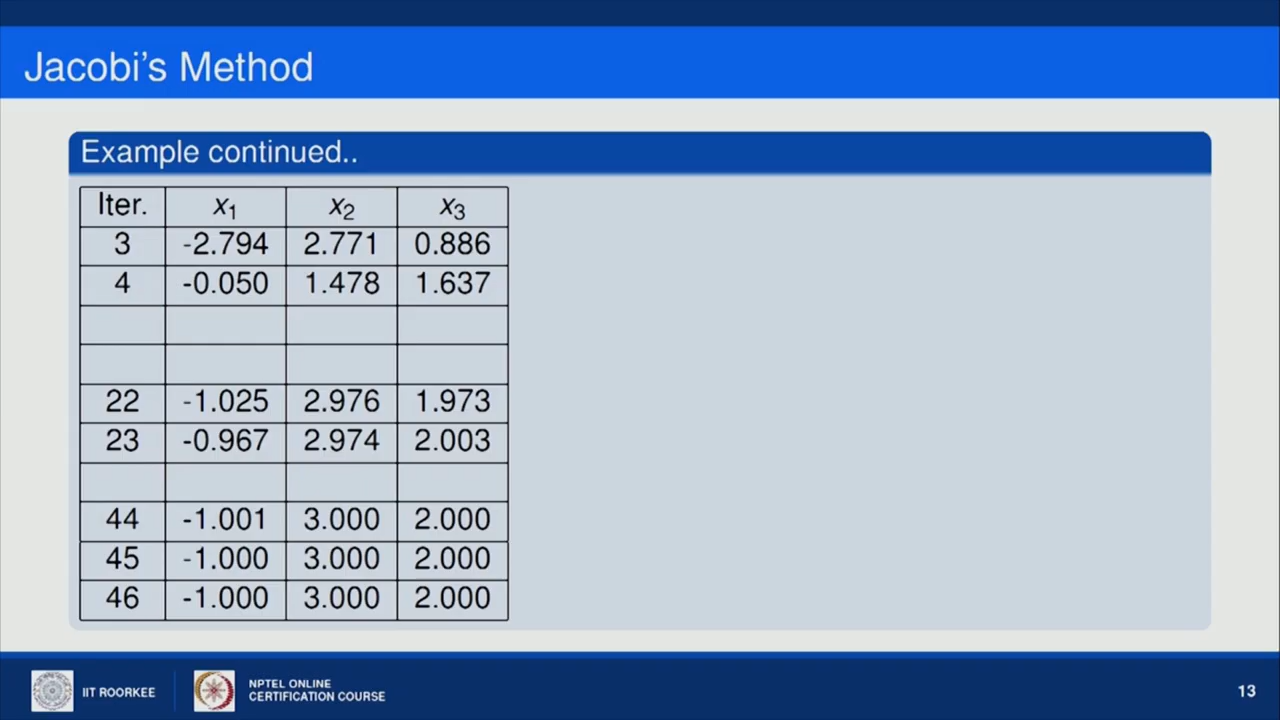 Jacobi's Method
Example continued..
Iter. x₁ x₂ x₃
3 -2.794 2.771 0.886
4 -0.050 1.478 1.637
22 -1.025 2.976 1.973
23 -0.967 2.974 2.003
44 -1.001 3.000 2.000
45 -1.000 3.000 2.000
46 -1.000 3.000 2.000
IIT ROORKEE
NPTEL ONLINE
CERTIFICATION COURSE
13